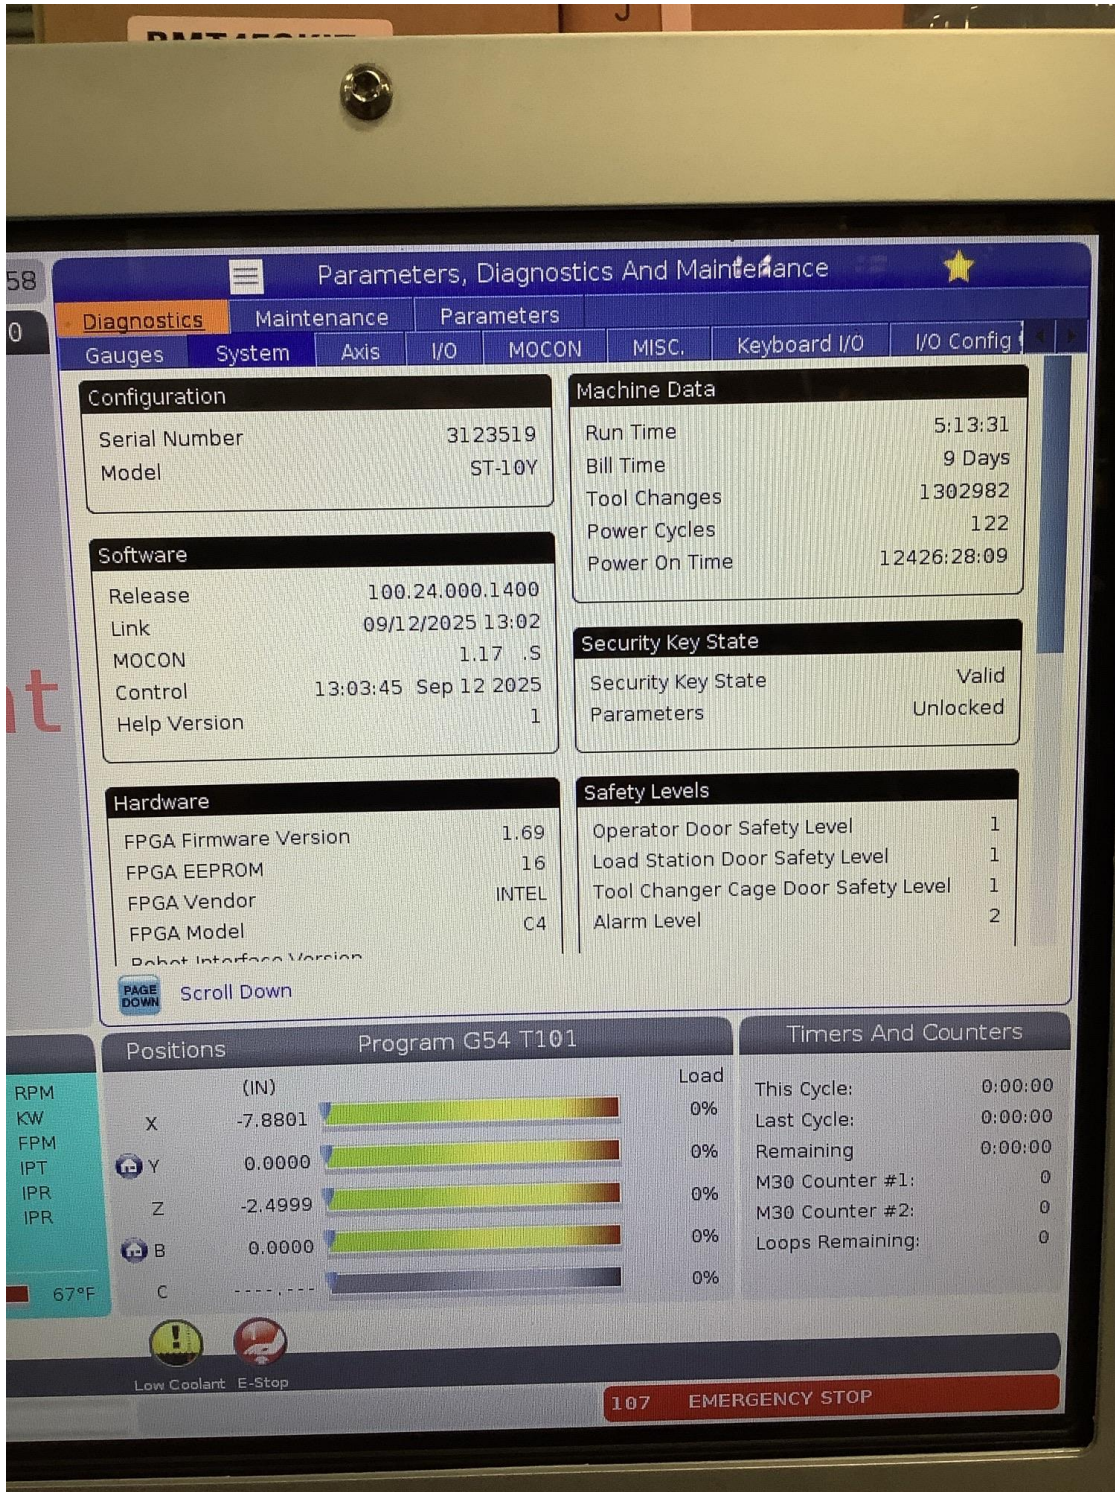 J
58
Parameters, Diagnostics And Maintenance
0
Diagnostics Maintenance Parameters
Gauges System Axis I/O MOCON MISC. Keyboard I/O I/O Config
Configuration
Serial Number 3123519
Model ST-10Y
Machine Data
Run Time 5:13:31
Bill Time 9 Days
Tool Changes 1302982
Power Cycles 122
Power On Time 12426:28:09
Software
Release 100.24.000.1400
Link 09/12/2025 13:02
MOCON 1.17 .S
Control 13:03:45 Sep 12 2025
Help Version 1
Security Key State
Security Key State Valid
Parameters Unlocked
Hardware
FPGA Firmware Version 1.69
FPGA EEPROM 16
FPGA Vendor INTEL
FPGA Model C4
Robot Interface Version
Safety Levels
Operator Door Safety Level 1
Load Station Door Safety Level 1
Tool Changer Cage Door Safety Level 1
Alarm Level 2
PAGE DOWN Scroll Down
Positions Program G54 T101
(IN) Load
X -7.8801 0%
Y 0.0000 0%
Z -2.4999 0%
B 0.0000 0%
C ----.--- 0%
Timers And Counters
This Cycle: 0:00:00
Last Cycle: 0:00:00
Remaining 0:00:00
M30 Counter #1: 0
M30 Counter #2: 0
Loops Remaining: 0
RPM
KW
FPM
IPT
IPR
IPR
67°F
Low Coolant E-Stop
107 EMERGENCY STOP